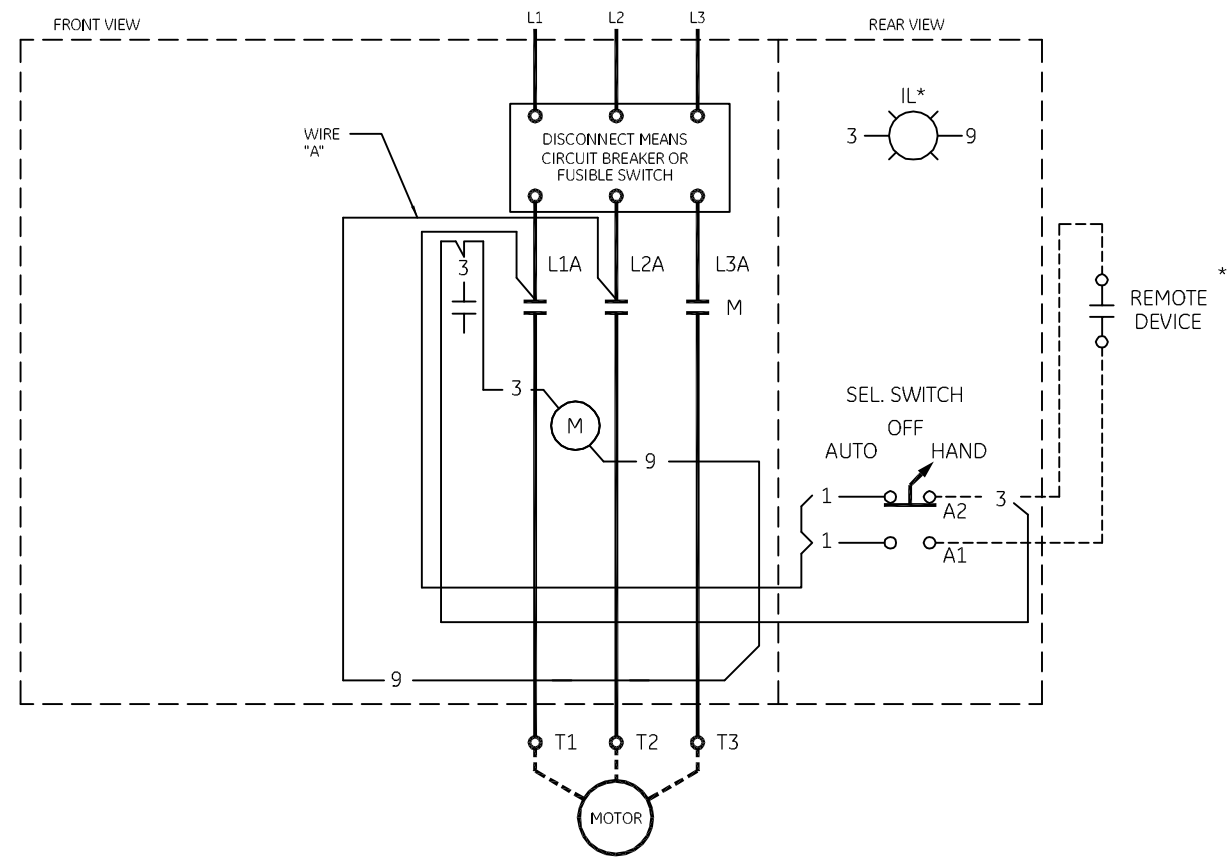 FRONT VIEW
L1
L2
L3
REAR VIEW
IL*
3
9
WIRE
"A"
DISCONNECT MEANS
CIRCUIT BREAKER OR
FUSIBLE SWITCH
3
L1A
L2A
L3A
M
*
REMOTE
DEVICE
3
M
9
SEL. SWITCH
OFF
AUTO
HAND
1
A2
3
1
A1
9
T1
T2
T3
MOTOR